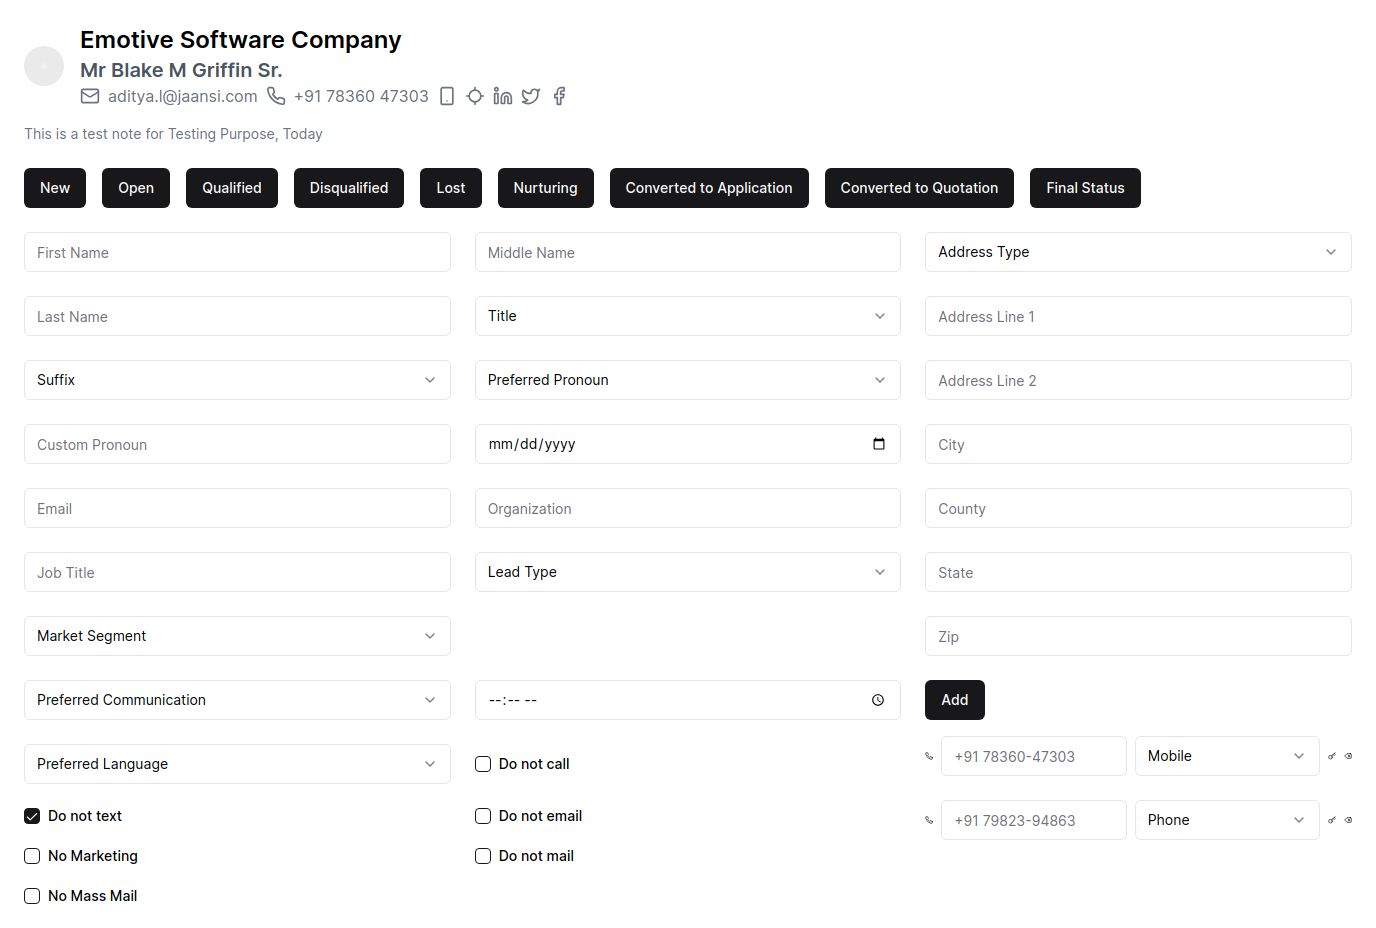 Emotive Software Company
Mr Blake M Griffin Sr.
aditya.l@jaansi.com +91 78360 47303
This is a test note for Testing Purpose, Today
New Open Qualified Disqualified Lost Nurturing Converted to Application Converted to Quotation Final Status
First Name Middle Name Address Type
Last Name Title Address Line 1
Suffix Preferred Pronoun Address Line 2
Custom Pronoun mm/dd/yyyy City
Email Organization County
Job Title Lead Type State
Market Segment Zip
Preferred Communication --:-- -- Add
Preferred Language Do not call +91 78360-47303 Mobile
Do not text Do not email +91 79823-94863 Phone
No Marketing Do not mail
No Mass Mail